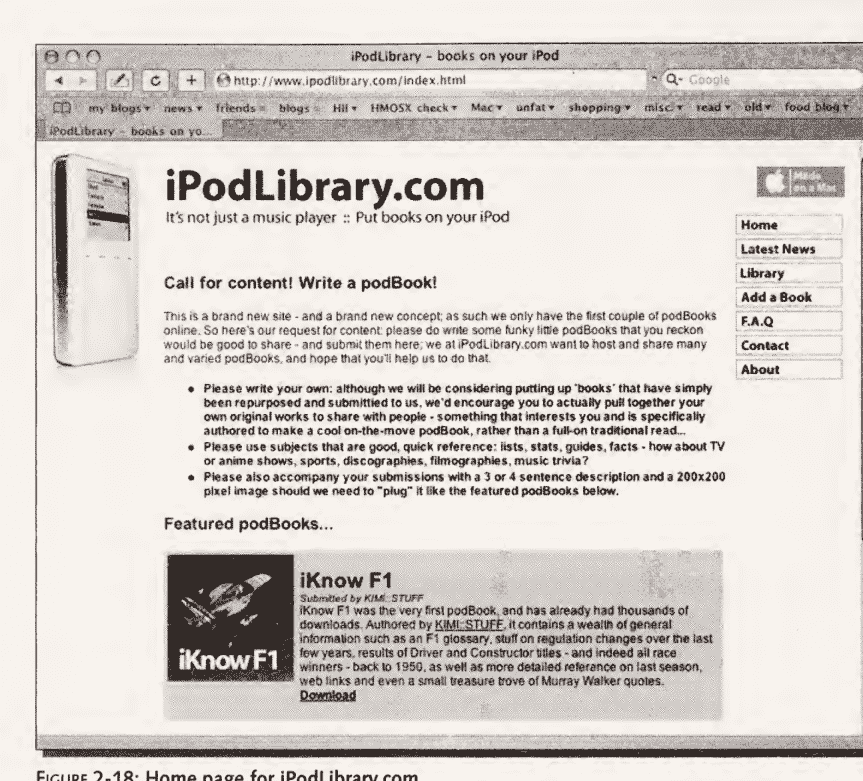 iPodLibrary – books on your iPod
http://www.ipodlibrary.com/index.html
Google
my blogs news friends blogs Hil HMOSX check Mac unfat shopping misc. read old food blog
iPodLibrary – books on yo...
iPodLibrary.com
It's not just a music player :: Put books on your iPod
Made
on a Mac
Home
Latest News
Library
Add a Book
F.A.Q
Contact
About
Call for content! Write a podBook!
This is a brand new site - and a brand new concept; as such we only have the first couple of podBooks
online. So here's our request for content: please do write some funky little podBooks that you reckon
would be good to share - and submit them here; we at iPodLibrary.com want to host and share many
and varied podBooks, and hope that you'll help us to do that.
• Please write your own: although we will be considering putting up 'books' that have simply
been repurposed and submittied to us, we'd encourage you to actually pull together your
own original works to share with people - something that interests you and is specifically
authored to make a cool on-the-move podBook, rather than a full-on traditional read...
• Please use subjects that are good, quick reference: lists, stats, guides, facts - how about TV
or anime shows, sports, discographies, filmographies, music trivia?
• Please also accompany your submissions with a 3 or 4 sentence description and a 200x200
pixel image should we need to "plug" it like the featured podBooks below.
Featured podBooks...
iKnow F1
iKnow F1
Submitted by KIMI::STUFF
iKnow F1 was the very first podBook, and has already had thousands of
downloads. Authored by KIMI::STUFF, it contains a wealth of general
information such as an F1 glossary, stuff on regulation changes over the last
few years, results of Driver and Constructor titles - and indeed all race
winners - back to 1950, as well as more detailed reference on last season,
web links and even a small treasure trove of Murray Walker quotes.
Download
FIGURE 2-18: Home page for iPodLibrary.com